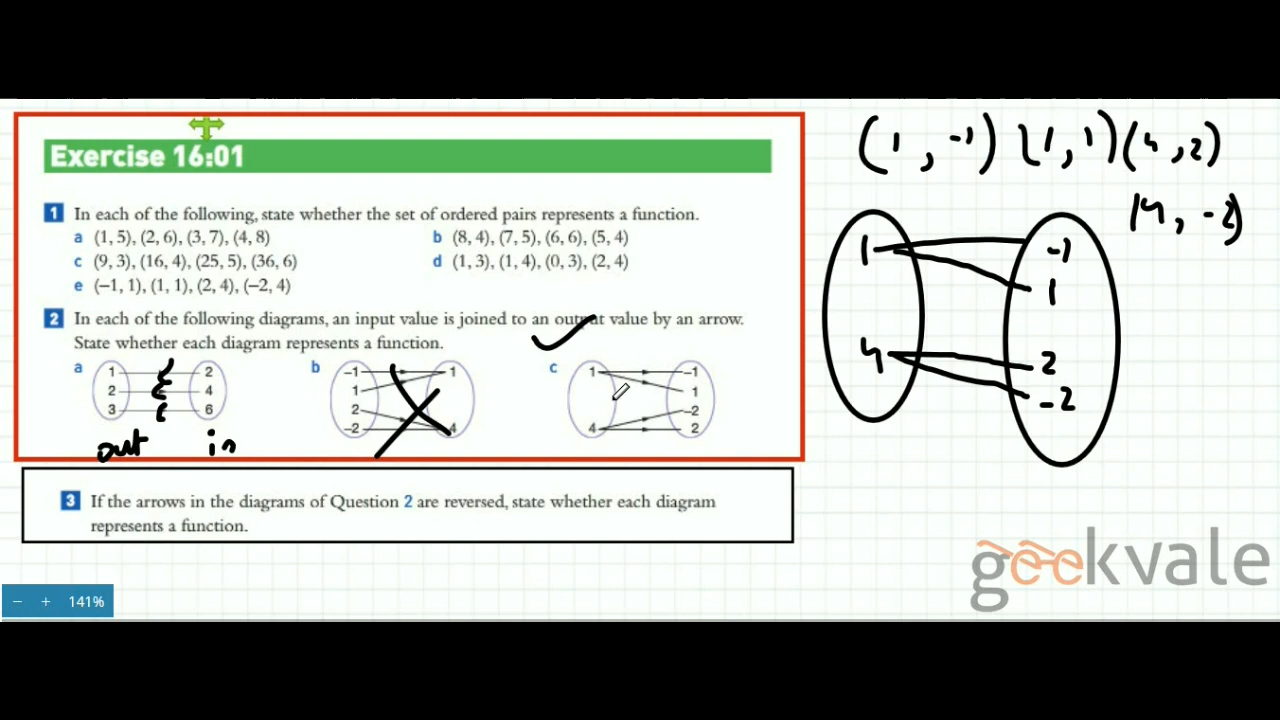 Exercise 16:01
1 In each of the following, state whether the set of ordered pairs represents a function.
a (1, 5), (2, 6), (3, 7), (4, 8)
b (8, 4), (7, 5), (6, 6), (5, 4)
c (9, 3), (16, 4), (25, 5), (36, 6)
d (1, 3), (1, 4), (0, 3), (2, 4)
e (−1, 1), (1, 1), (2, 4), (−2, 4)
2 In each of the following diagrams, an input value is joined to an output value by an arrow.
State whether each diagram represents a function.
a
1 2
2 4
3 6
out in
b
−1 1
1
2
−2 4
c
1 −1
1
−2
4 2
3 If the arrows in the diagrams of Question 2 are reversed, state whether each diagram
represents a function.
(1, -1) (1, 1) (4, 2)
(4, -2)
1 -1
1
4 2
-2
geekvale
− + 141%